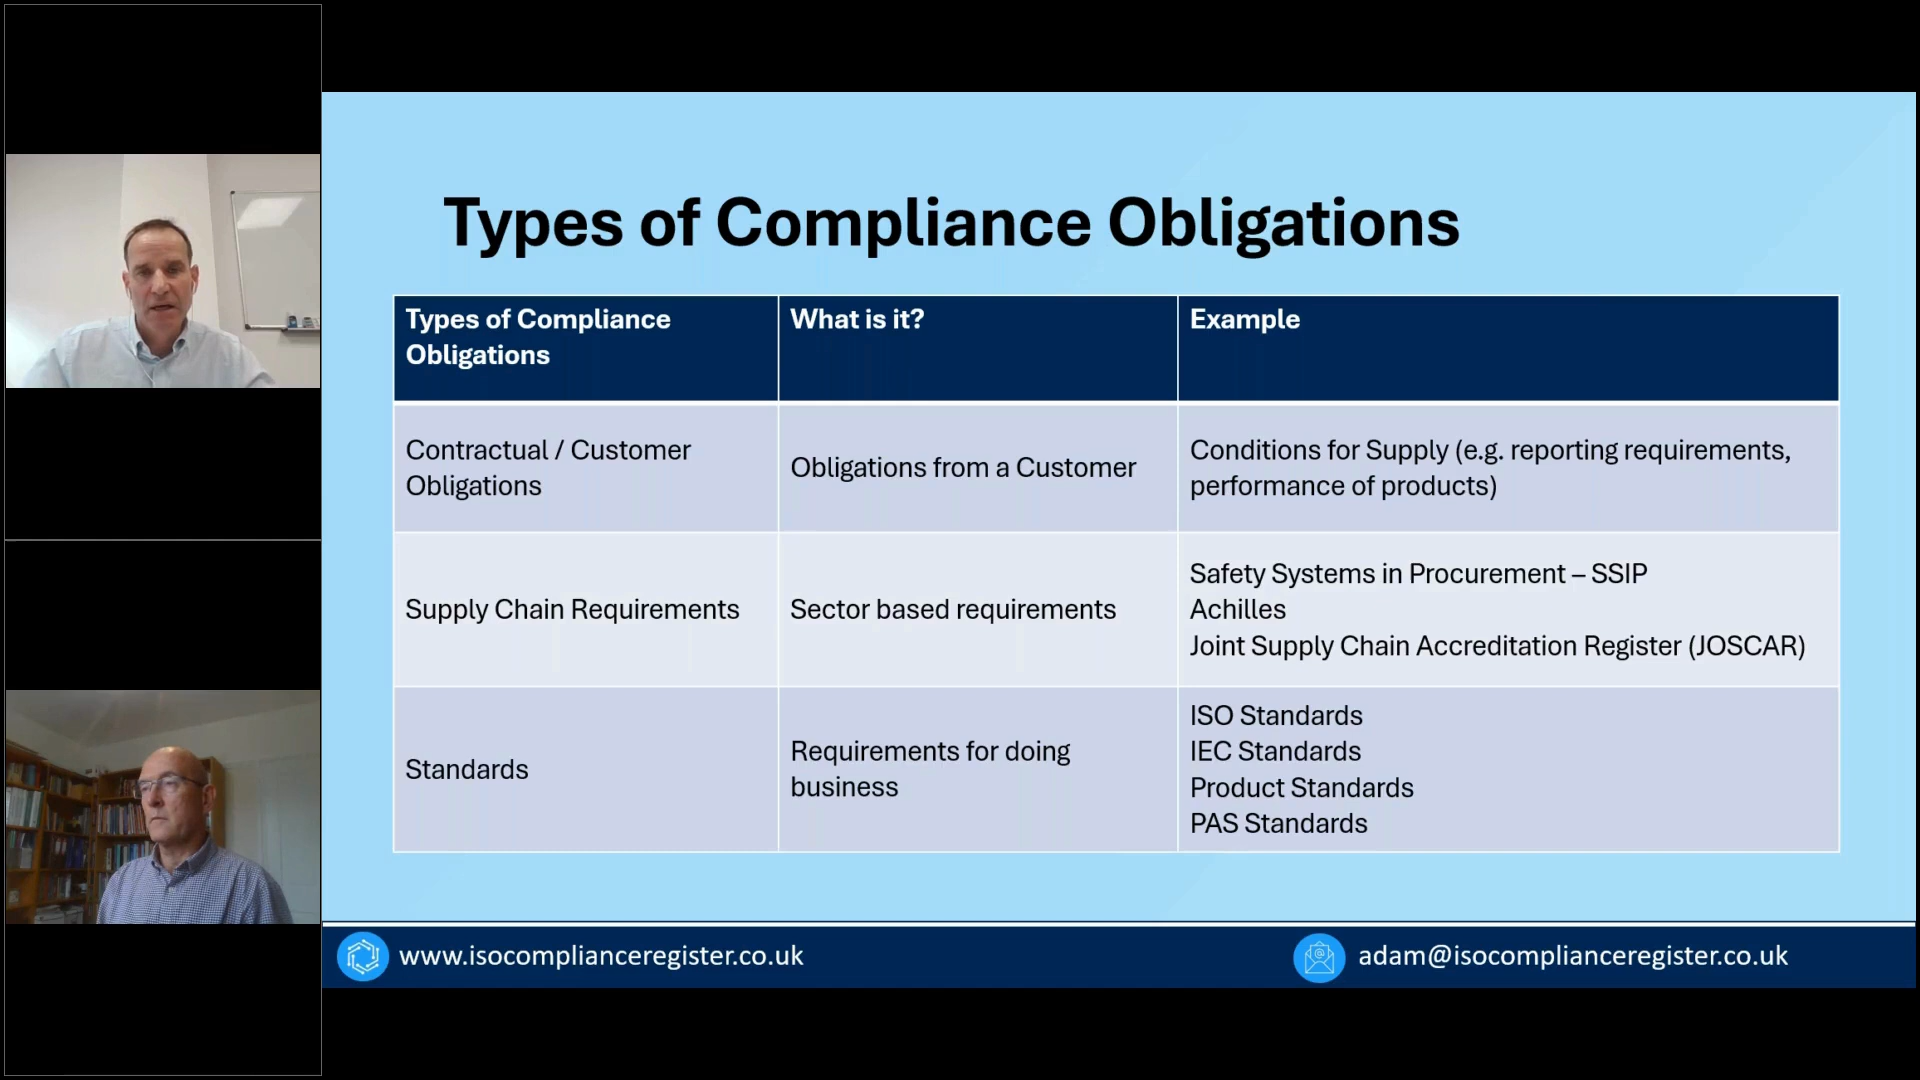 Types of Compliance Obligations
Types of Compliance
Obligations
What is it?
Example
Contractual / Customer
Obligations
Obligations from a Customer
Conditions for Supply (e.g. reporting requirements,
performance of products)
Supply Chain Requirements
Sector based requirements
Safety Systems in Procurement – SSIP
Achilles
Joint Supply Chain Accreditation Register (JOSCAR)
Standards
Requirements for doing
business
ISO Standards
IEC Standards
Product Standards
PAS Standards
www.isocomplianceregister.co.uk
adam@isocomplianceregister.co.uk